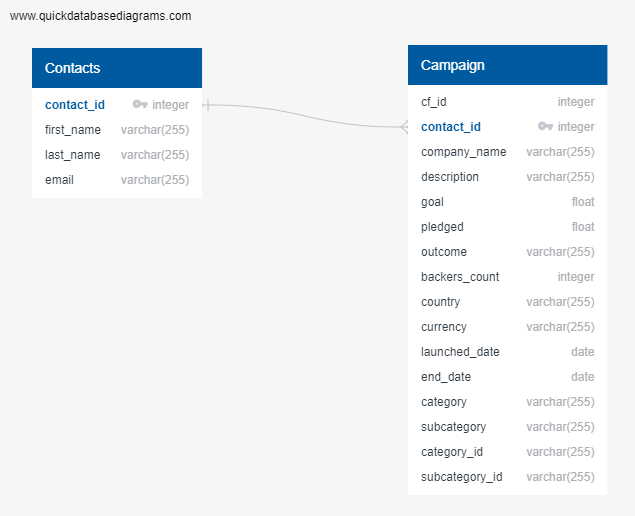 www.quickdatabasediagrams.com
Contacts
contact_id integer
first_name varchar(255)
last_name varchar(255)
email varchar(255)
Campaign
cf_id integer
contact_id integer
company_name varchar(255)
description varchar(255)
goal float
pledged float
outcome varchar(255)
backers_count integer
country varchar(255)
currency varchar(255)
launched_date date
end_date date
category varchar(255)
subcategory varchar(255)
category_id varchar(255)
subcategory_id varchar(255)